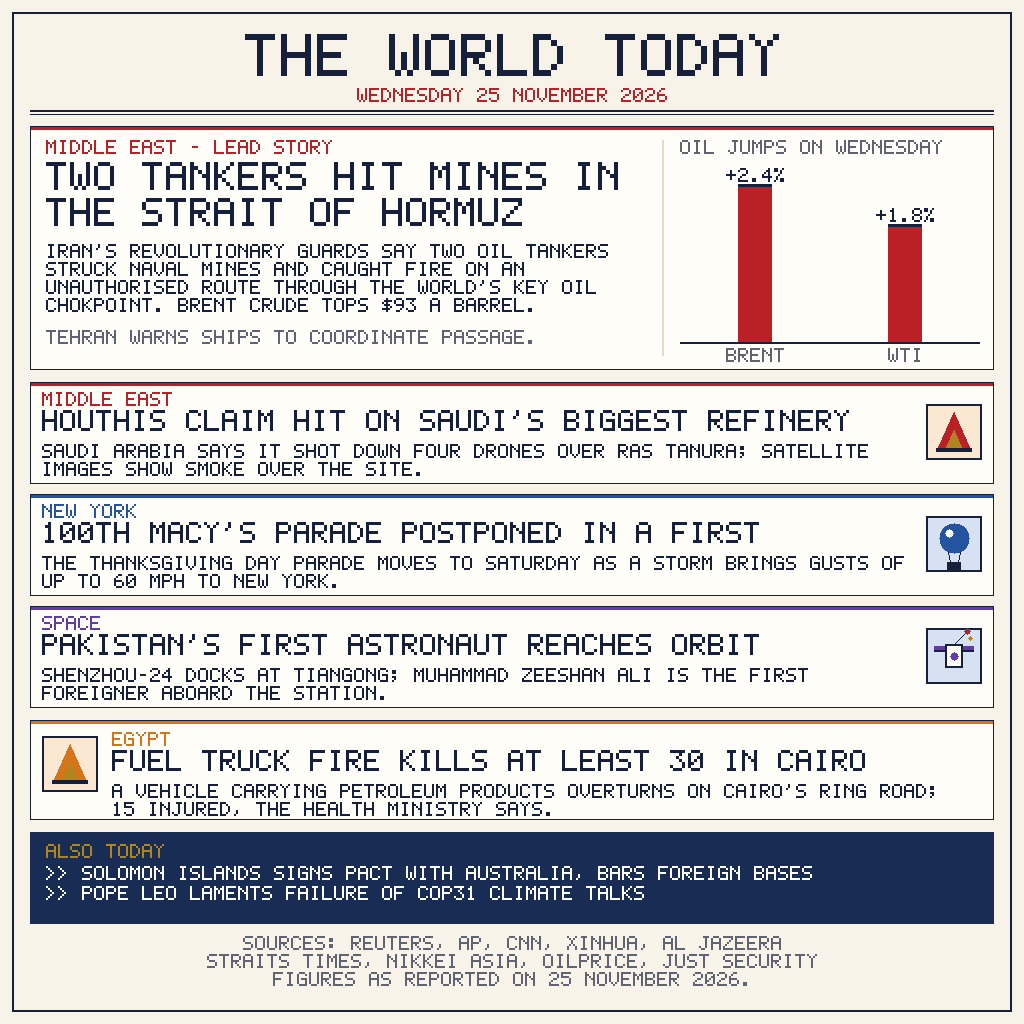 THE WORLD TODAY
WEDNESDAY 25 NOVEMBER 2026
MIDDLE EAST - LEAD STORY
TWO TANKERS HIT MINES IN
THE STRAIT OF HORMUZ
IRAN'S REVOLUTIONARY GUARDS SAY TWO OIL TANKERS
STRUCK NAVAL MINES AND CAUGHT FIRE ON AN
UNAUTHORISED ROUTE THROUGH THE WORLD'S KEY OIL
CHOKPOINT. BRENT CRUDE TOPS $93 A BARREL.
TEHRAN WARNS SHIPS TO COORDINATE PASSAGE.
OIL JUMPS ON WEDNESDAY
+2.4%
+1.8%
BRENT
WTI
MIDDLE EAST
HOUTHIS CLAIM HIT ON SAUDI'S BIGGEST REFINERY
SAUDI ARABIA SAYS IT SHOT DOWN FOUR DRONES OVER RAS TANURA; SATELLITE
IMAGES SHOW SMOKE OVER THE SITE.
NEW YORK
100TH MACY'S PARADE POSTPONED IN A FIRST
THE THANKSGIVING DAY PARADE MOVES TO SATURDAY AS A STORM BRINGS GUSTS OF
UP TO 60 MPH TO NEW YORK.
SPACE
PAKISTAN'S FIRST ASTRONAUT REACHES ORBIT
SHENZHOU-24 DOCKS AT TIANGONG; MUHAMMAD ZEESHAN ALI IS THE FIRST
FOREIGNER ABOARD THE STATION.
EGYPT
FUEL TRUCK FIRE KILLS AT LEAST 30 IN CAIRO
A VEHICLE CARRYING PETROLEUM PRODUCTS OVERTURNS ON CAIRO'S RING ROAD;
15 INJURED, THE HEALTH MINISTRY SAYS.
ALSO TODAY
>> SOLOMON ISLANDS SIGNS PACT WITH AUSTRALIA, BARS FOREIGN BASES
>> POPE LEO LAMENTS FAILURE OF COP31 CLIMATE TALKS
SOURCES: REUTERS, AP, CNN, XINHUA, AL JAZEERA
STRAITS TIMES, NIKKEI ASIA, OILPRICE, JUST SECURITY
FIGURES AS REPORTED ON 25 NOVEMBER 2026.